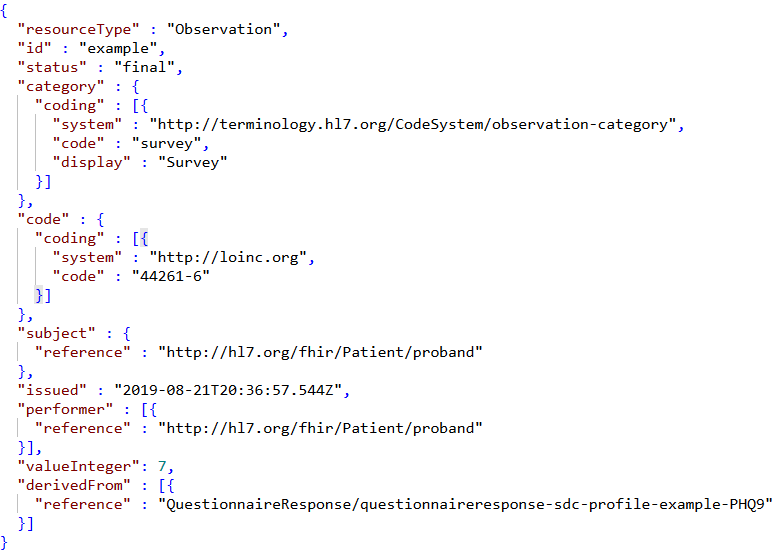 {
  "resourceType" : "Observation",
  "id" : "example",
  "status" : "final",
  "category" : {
    "coding" : [{
      "system" : "http://terminology.hl7.org/CodeSystem/observation-category",
      "code" : "survey",
      "display" : "Survey"
    }]
  },
  "code" : {
    "coding" : [{
      "system" : "http://loinc.org",
      "code" : "44261-6"
    }]
  },
  "subject" : {
    "reference" : "http://hl7.org/fhir/Patient/proband"
  },
  "issued" : "2019-08-21T20:36:57.544Z",
  "performer" : [{
    "reference" : "http://hl7.org/fhir/Patient/proband"
  }],
  "valueInteger": 7,
  "derivedFrom" : [{
    "reference" : "QuestionnaireResponse/questionnaireresponse-sdc-profile-example-PHQ9"
  }]
}